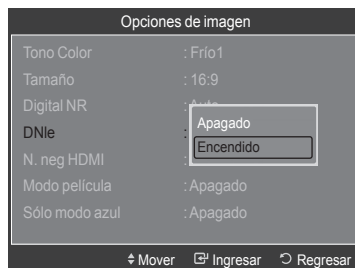 Opciones de imagen
Tono Color : Frío1
Tamaño : 16:9
Digital NR : Auto
DNIe :
Apagado
Encendido
N. neg HDMI :
Modo película : Apagado
Sólo modo azul : Apagado
Mover Ingresar Regresar